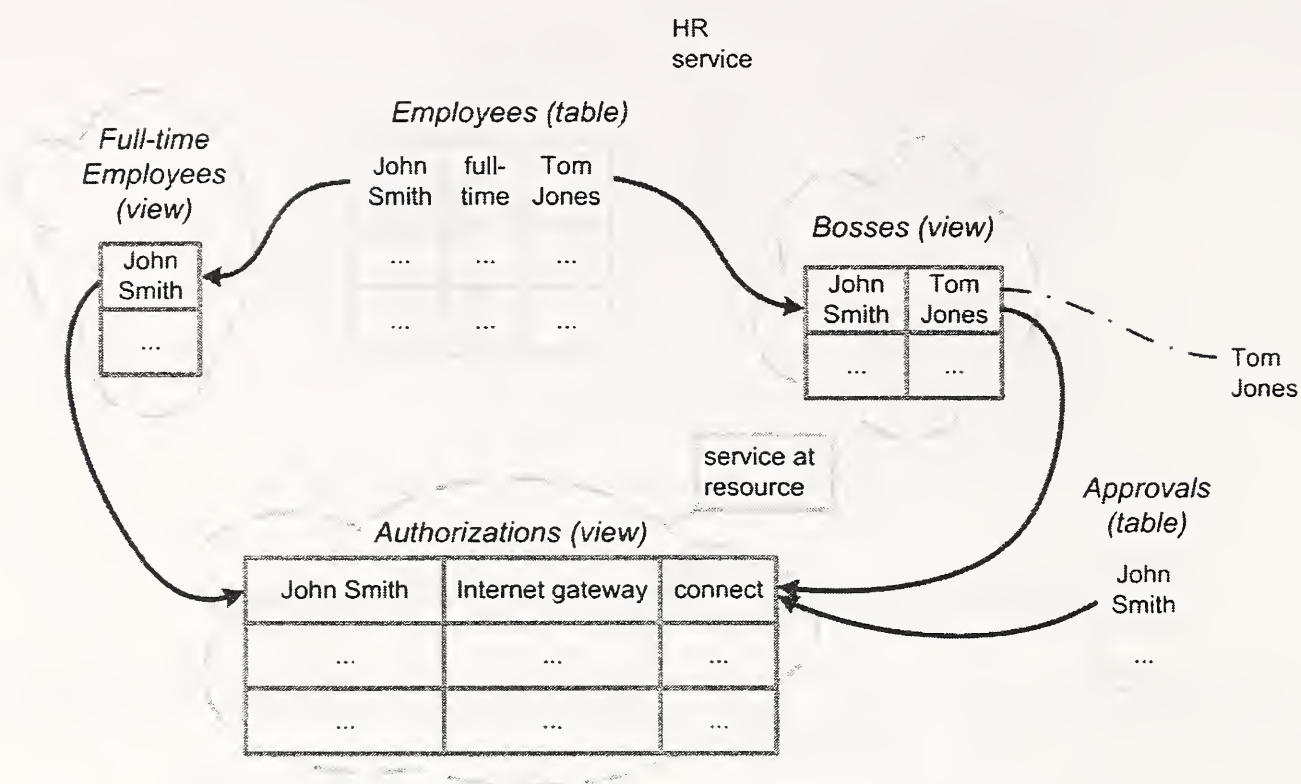 HR
service
Employees (table)
Full-time
Employees
(view)
John full- Tom
Smith time Jones
... ... ...
... ... ...
John
Smith
...
Bosses (view)
John Tom
Smith Jones
... ...
Tom
Jones
service at
resource
Approvals
(table)
John
Smith
...
Authorizations (view)
John Smith Internet gateway connect
... ... ...
... ... ...